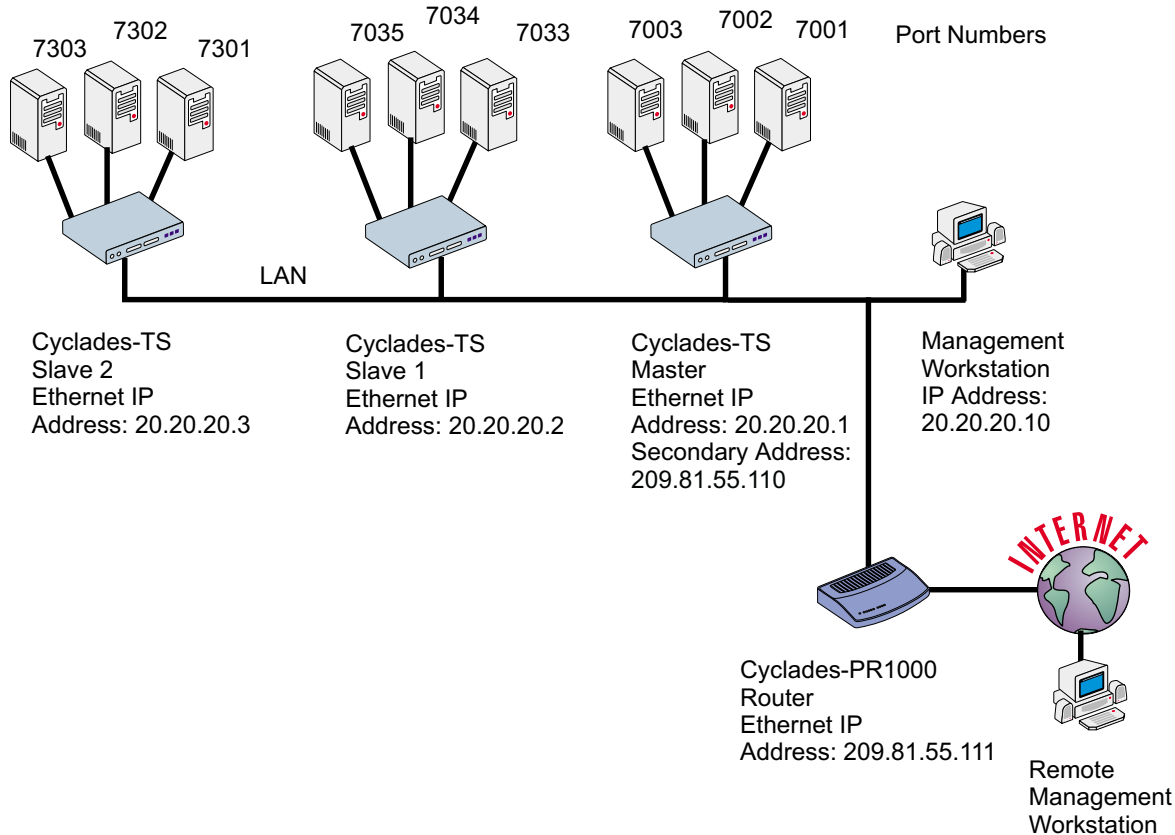 7303
7302
7301
7035
7034
7033
7003
7002
7001
Port Numbers
LAN
Cyclades-TS
Slave 2
Ethernet IP
Address: 20.20.20.3
Cyclades-TS
Slave 1
Ethernet IP
Address: 20.20.20.2
Cyclades-TS
Master
Ethernet IP
Address: 20.20.20.1
Secondary Address:
209.81.55.110
Management
Workstation
IP Address:
20.20.20.10
INTERNET
Cyclades-PR1000
Router
Ethernet IP
Address: 209.81.55.111
Remote
Management
Workstation